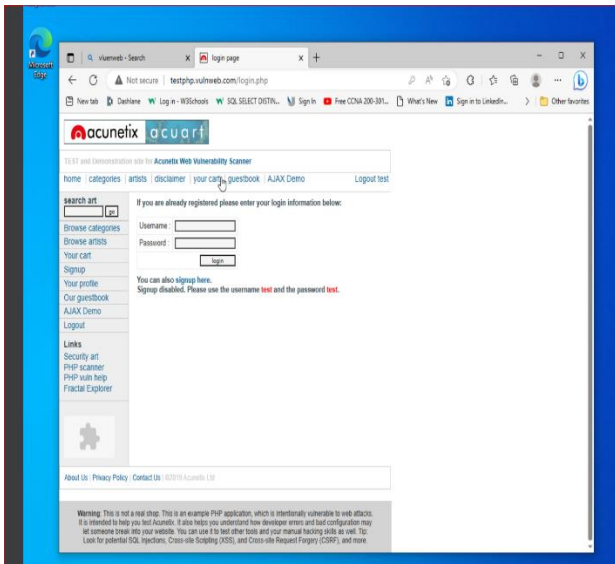 Microsoft
Edge
vluenweb - Search
login page
Not secure
testphp.vulnweb.com/login.php
New tab
Dashlane
Log in - W3Schools
SQL SELECT DISTIN...
Sign In
Free CCNA 200-301...
What's New
Sign in to LinkedIn...
Other favorites
acunetix acuart
TEST and Demonstration site for Acunetix Web Vulnerability Scanner
home | categories | artists | disclaimer | your cart | guestbook | AJAX Demo
Logout test
search art
go
Browse categories
Browse artists
Your cart
Signup
Your profile
Our guestbook
AJAX Demo
Logout
Links
Security art
PHP scanner
PHP vuln help
Fractal Explorer
If you are already registered please enter your login information below:
Username :
Password :
login
You can also signup here.
Signup disabled. Please use the username test and the password test.
About Us | Privacy Policy | Contact Us | ©2019 Acunetix Ltd
Warning: This is not a real shop. This is an example PHP application, which is intentionally vulnerable to web attacks.
It is intended to help you test Acunetix. It also helps you understand how developer errors and bad configuration may
let someone break into your website. You can use it to test other tools and your manual hacking skills as well. Tip:
Look for potential SQL Injections, Cross-site Scripting (XSS), and Cross-site Request Forgery (CSRF), and more.